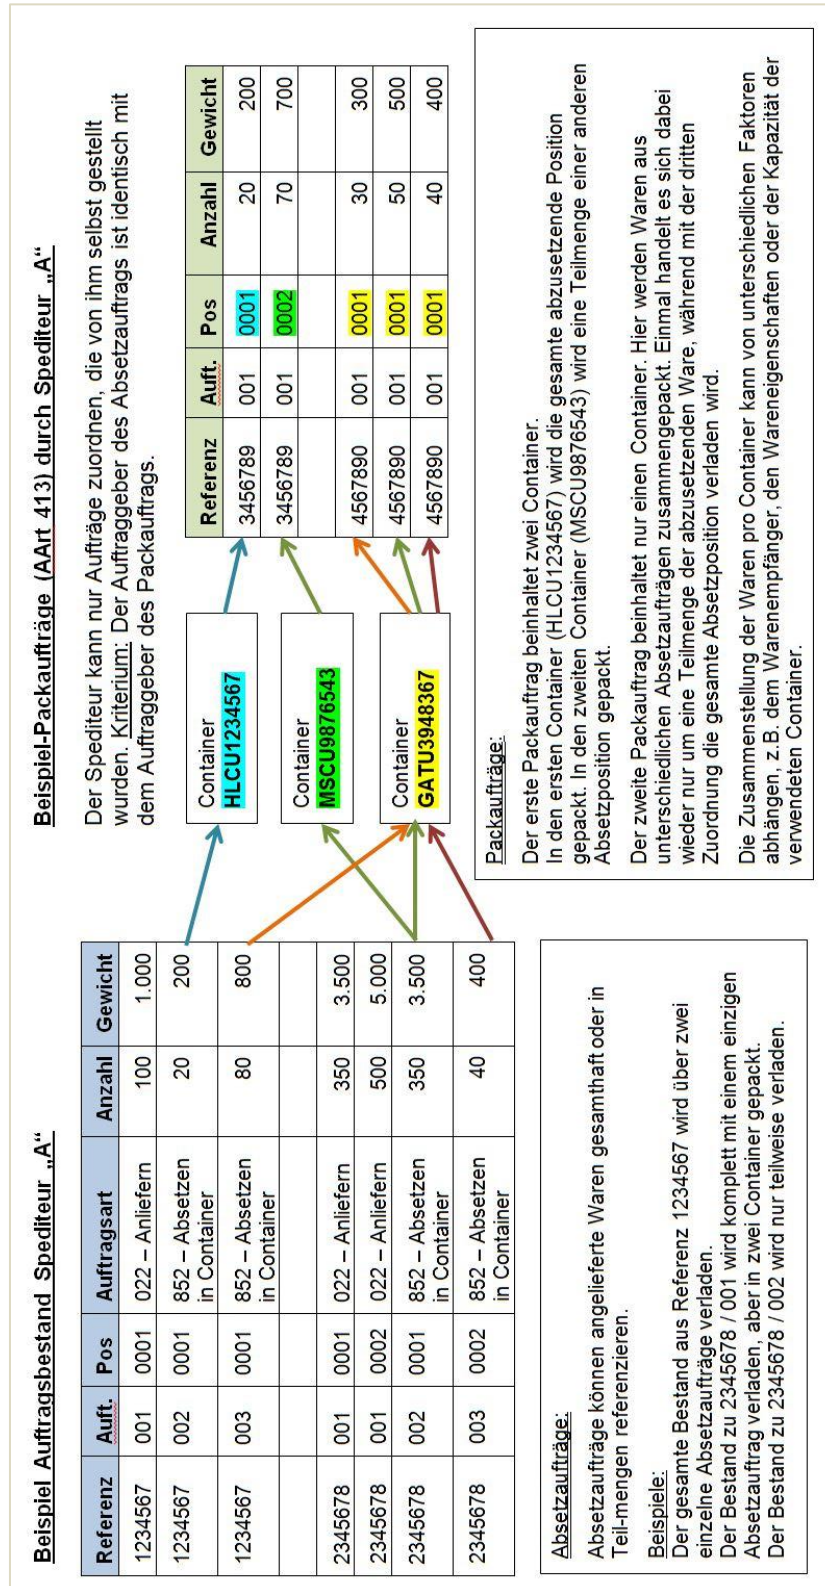 Beispiel Auftragsbestand Spediteur „A“
Referenz Auft. Pos Auftragsart Anzahl Gewicht
1234567 001 0001 022 – Anliefern 100 1.000
1234567 002 0001 852 – Absetzen in Container 20 200
1234567 003 0001 852 – Absetzen in Container 80 800
2345678 001 0001 022 – Anliefern 350 3.500
2345678 001 0002 022 – Anliefern 500 5.000
2345678 002 0001 852 – Absetzen in Container 350 3.500
2345678 003 0002 852 – Absetzen in Container 40 400
Absetzaufträge:
Absetzaufträge können angelieferte Waren gesamthaft oder in
Teil-mengen referenzieren.
Beispiele:
Der gesamte Bestand aus Referenz 1234567 wird über zwei
einzelne Absetzaufträge verladen.
Der Bestand zu 2345678 / 001 wird komplett mit einem einzigen
Absetzauftrag verladen, aber in zwei Container gepackt.
Der Bestand zu 2345678 / 002 wird nur teilweise verladen.
Beispiel-Packaufträge (AArt 413) durch Spediteur „A“
Der Spediteur kann nur Aufträge zuordnen, die von ihm selbst gestellt
wurden. Kriterium: Der Auftraggeber des Absetzauftrags ist identisch mit
dem Auftraggeber des Packauftrags.
Container
HLCU1234567
Container
MSCU9876543
Container
GATU3948367
Referenz Auft. Pos Anzahl Gewicht
3456789 001 0001 20 200
3456789 001 0002 70 700
4567890 001 0001 30 300
4567890 001 0001 50 500
4567890 001 0001 40 400
Packaufträge:
Der erste Packauftrag beinhaltet zwei Container.
In den ersten Container (HLCU1234567) wird die gesamte abzusetzende Position
gepackt. In den zweiten Container (MSCU9876543) wird eine Teilmenge einer anderen
Absetzposition gepackt.
Der zweite Packauftrag beinhaltet nur einen Container. Hier werden Waren aus
unterschiedlichen Absetzaufträgen zusammengepackt. Einmal handelt es sich dabei
wieder nur um eine Teilmenge der abzusetzenden Ware, während mit der dritten
Zuordnung die gesamte Absetzposition verladen wird.
Die Zusammenstellung der Waren pro Container kann von unterschiedlichen Faktoren
abhängen, z.B. dem Warenempfänger, den Wareneigenschaften oder der Kapazität der
verwendeten Container.